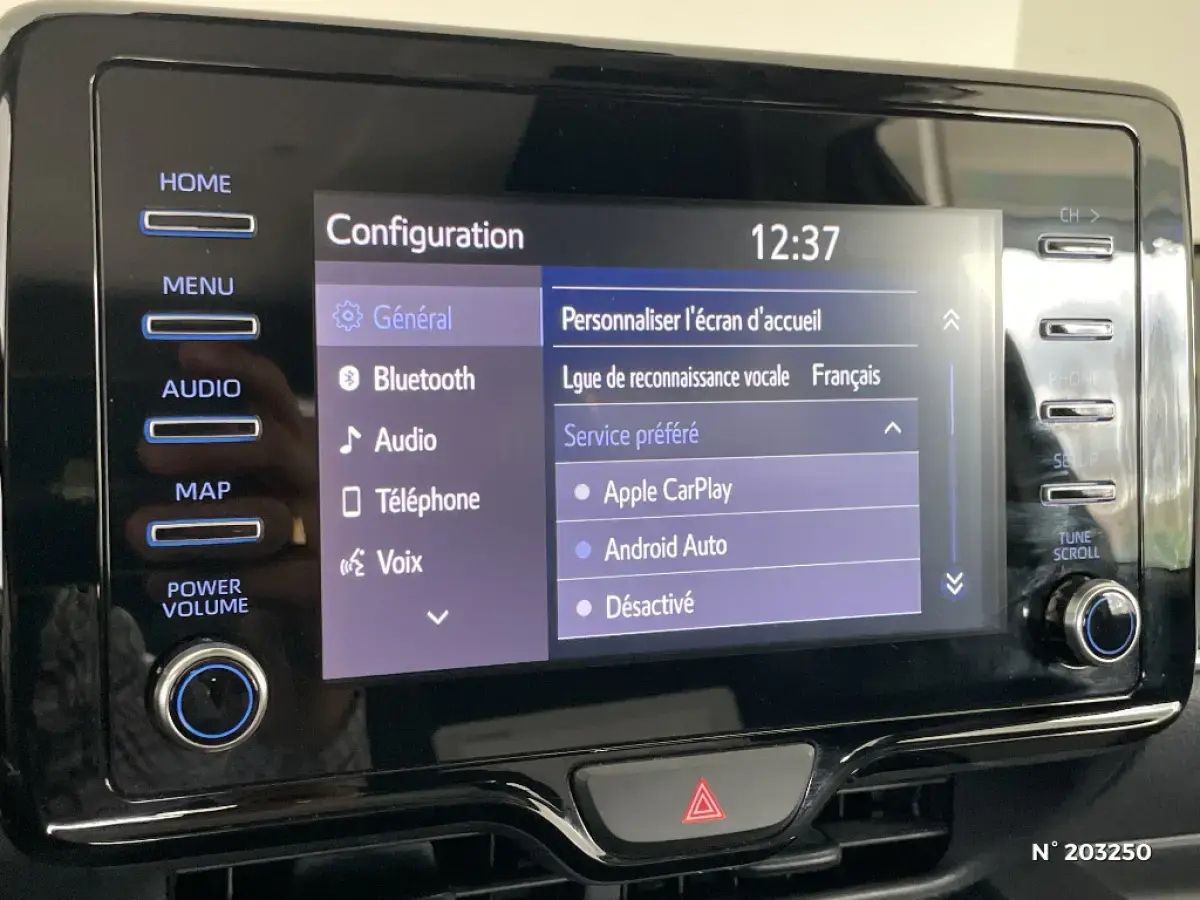 HOME
MENU
AUDIO
MAP
POWER
VOLUME
Configuration
12:37
Général
Bluetooth
Audio
Téléphone
Voix
Personnaliser l'écran d'accueil
Lgue de reconnaissance vocale Français
Service préféré
Apple CarPlay
Android Auto
Désactivé
CH >
PHONE
SETUP
TUNE
SCROLL
N° 203250